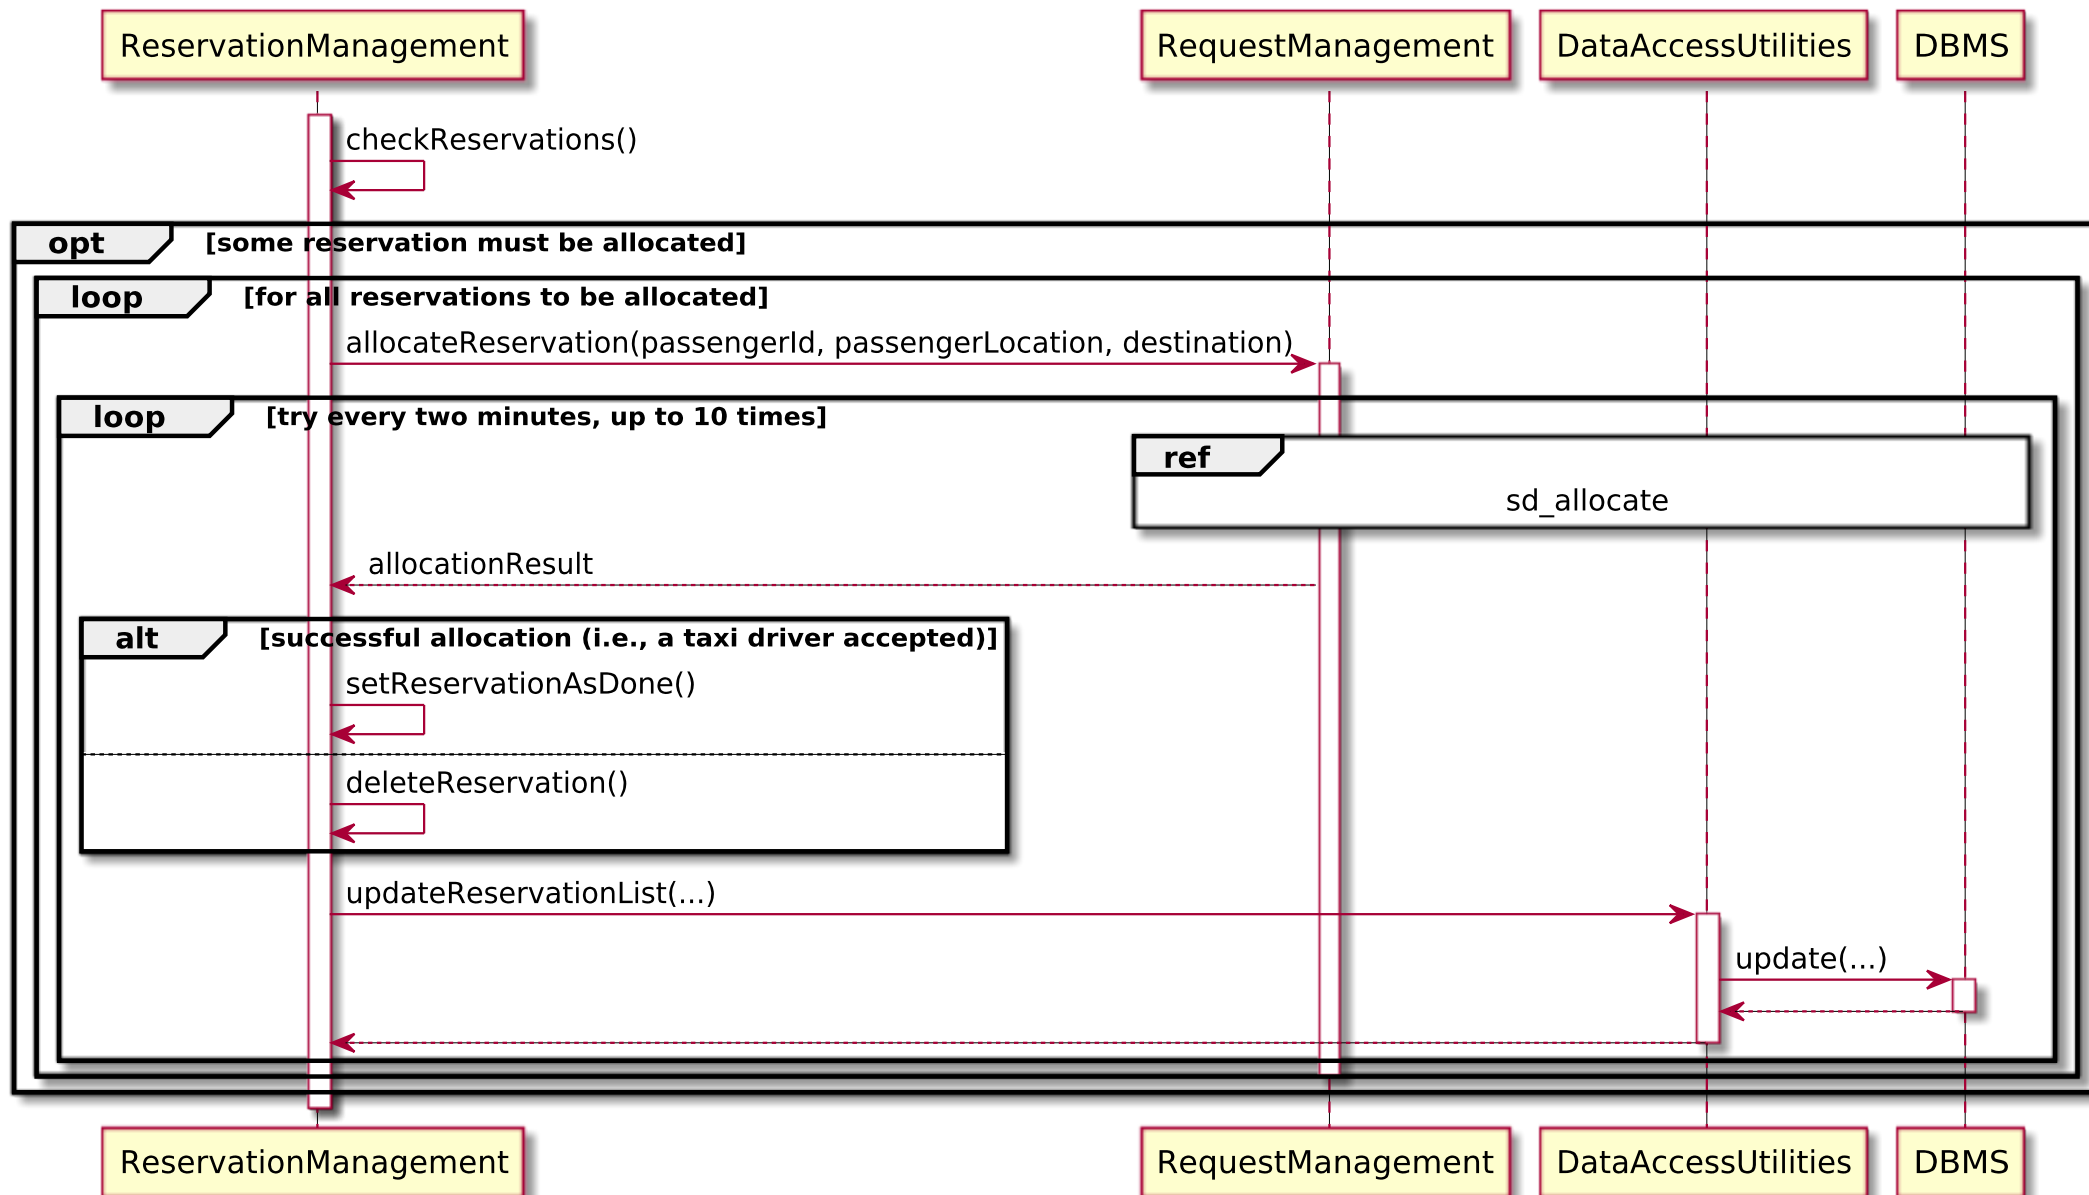 ReservationManagement RequestManagement DataAccessUtilities DBMS
checkReservations()
opt [some reservation must be allocated]
loop [for all reservations to be allocated]
allocateReservation(passengerId, passengerLocation, destination)
loop [try every two minutes, up to 10 times]
ref
sd_allocate
allocationResult
alt [successful allocation (i.e., a taxi driver accepted)]
setReservationAsDone()
deleteReservation()
updateReservationList(...)
update(...)
ReservationManagement RequestManagement DataAccessUtilities DBMS